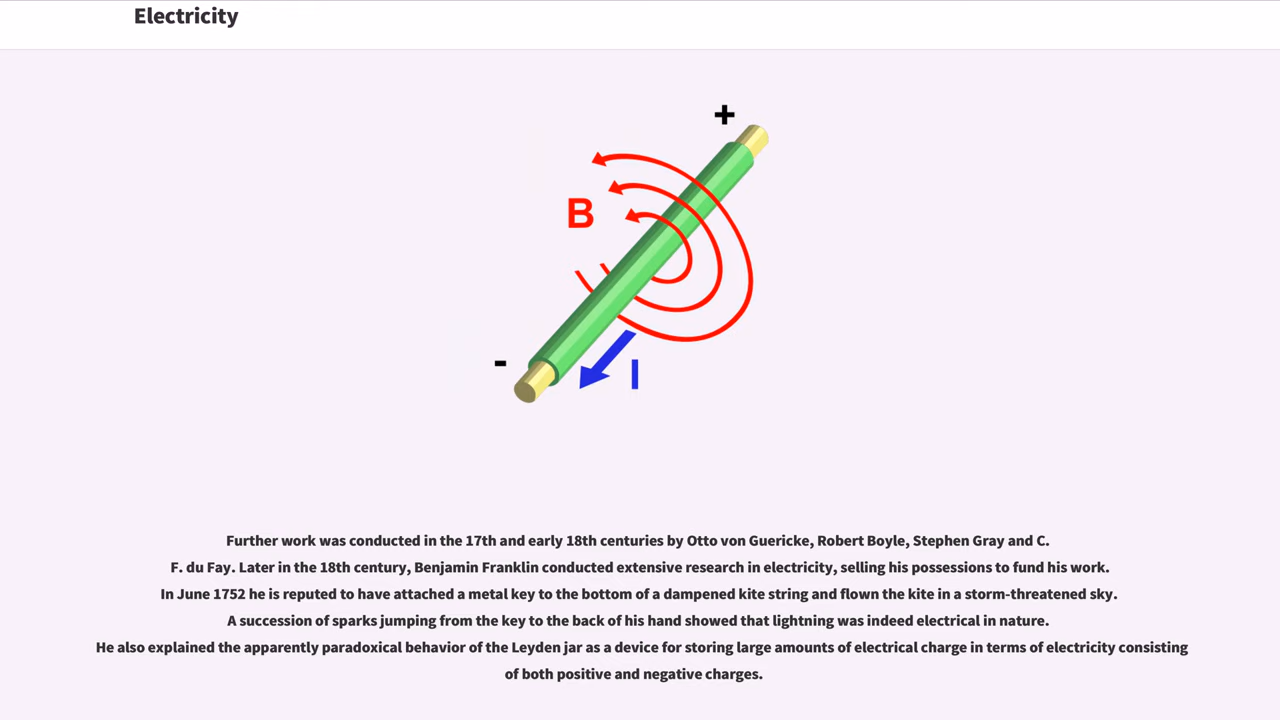 Electricity
+
B
-
I
Further work was conducted in the 17th and early 18th centuries by Otto von Guericke, Robert Boyle, Stephen Gray and C.
F. du Fay. Later in the 18th century, Benjamin Franklin conducted extensive research in electricity, selling his possessions to fund his work.
In June 1752 he is reputed to have attached a metal key to the bottom of a dampened kite string and flown the kite in a storm-threatened sky.
A succession of sparks jumping from the key to the back of his hand showed that lightning was indeed electrical in nature.
He also explained the apparently paradoxical behavior of the Leyden jar as a device for storing large amounts of electrical charge in terms of electricity consisting
of both positive and negative charges.